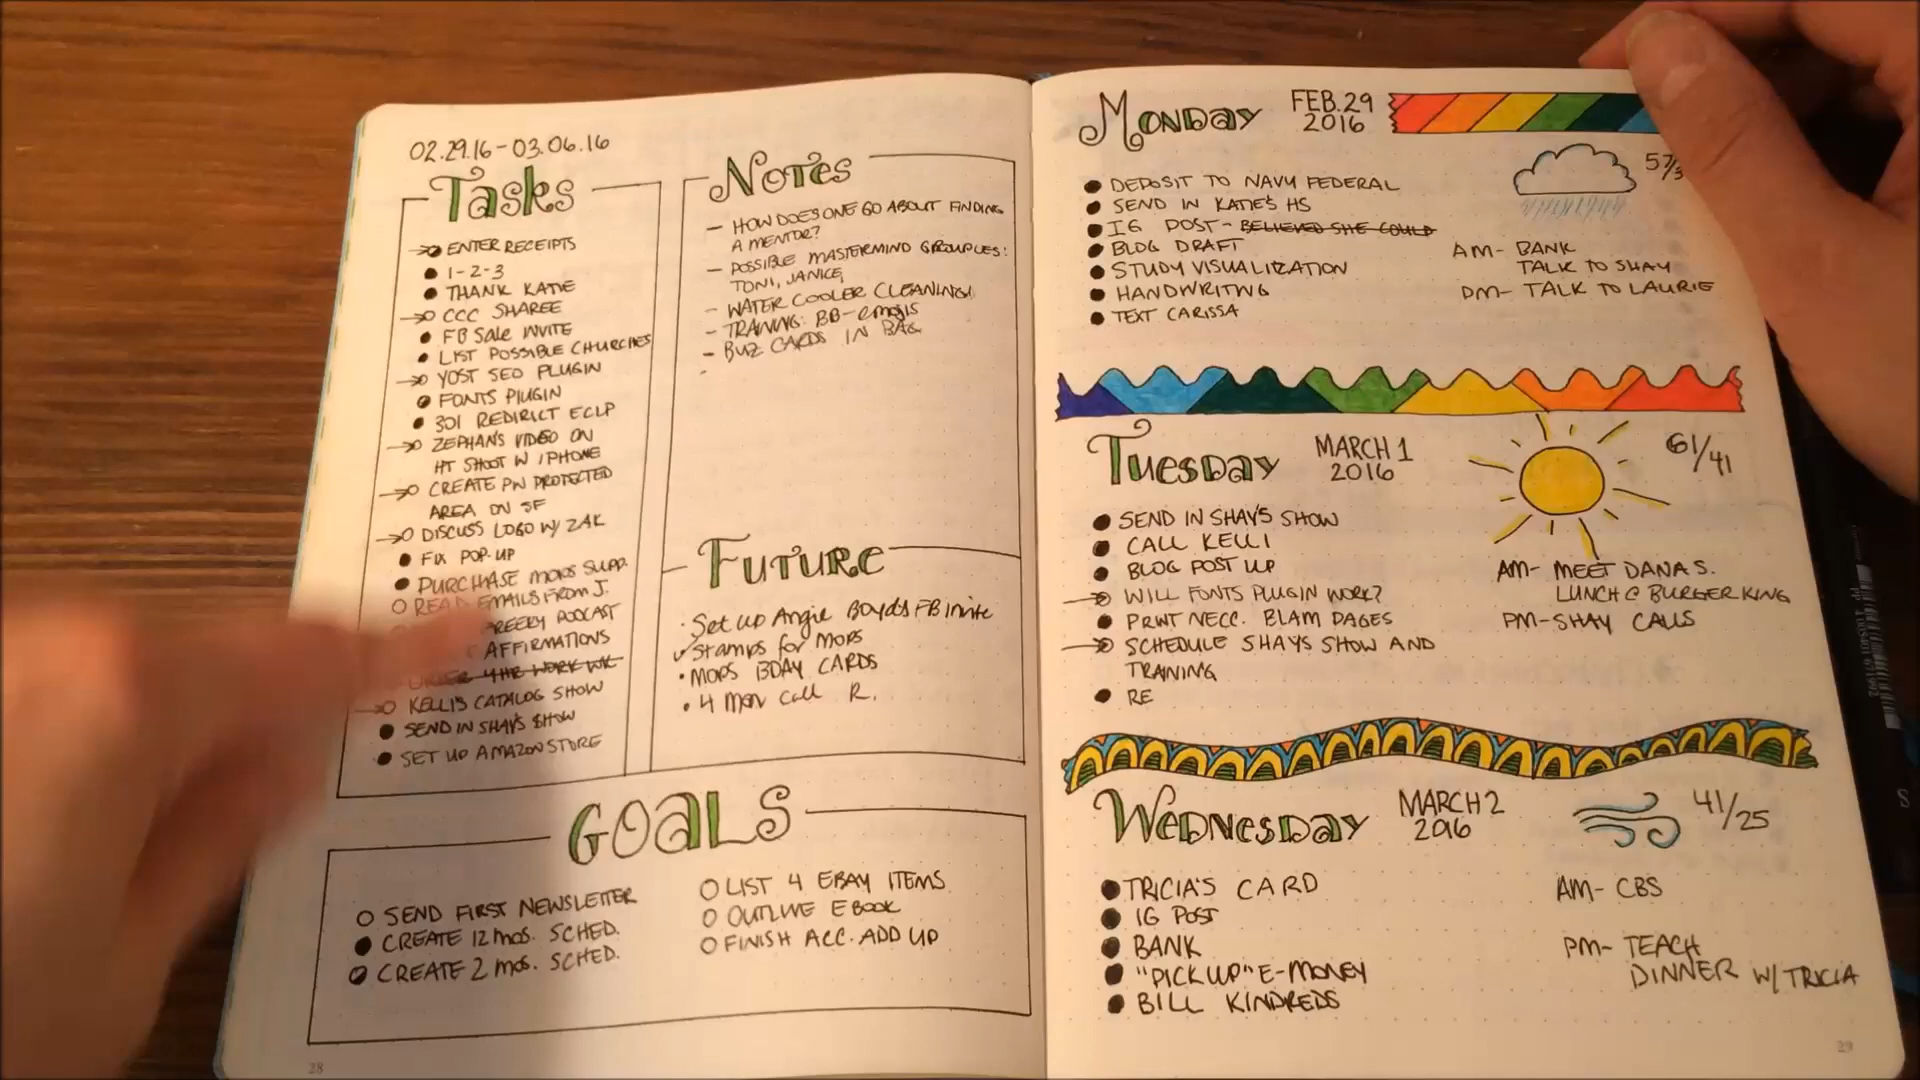 02.29.16-03.06.16
Tasks
ENTER RECEIPTS
1-2-3
THANK KATIE
CCC SHAREE
FB SALE INVITE
LIST POSSIBLE CHURCHES
YOST SEO PLUGIN
FONTS PLUGIN
301 REDIRICT ECLP
ZEPHAN'S VIDEO ON
HT SHOOT W IPHONE
CREATE PW PROTECTED
AREA ON SF
DISCUSS LOGO W/ ZAK
FIX POP-UP
PURCHASE MOPS SUPP.
READ EMAILS FROM J.
PODCAST
AFFIRMATIONS
4HR WORK WK
KELLI'S CATALOG SHOW
SEND IN SHAY'S SHOW
SET UP AMAZON STORE
Notes
- HOW DOES ONE GO ABOUT FINDING
A MENTOR?
- POSSIBLE MASTERMIND GROUPIES:
TONI, JANICE,
- WATER COOLER CLEANING!
- TRAINING: BB-emojis
- BUZ CARDS IN BAG
-
Future
· Set up Angie Boyd's FB invite
✓ Stamps for MOPS
· MOPS BDAY CARDS
· 4 Mon call R.
GOALS
SEND FIRST NEWSLETTER
CREATE 12 MOS. SCHED.
CREATE 2 MOS. SCHED.
LIST 4 EBAY ITEMS
OUTLINE EBOOK
FINISH ACC. ADD UP
28
Monday FEB. 29
2016
57/
DEPOSIT TO NAVY FEDERAL
SEND IN KATIE'S HS
IG POST - BELIEVED SHE COULD
BLOG DRAFT
STUDY VISUALIZATION
HANDWRITING
TEXT CARISSA
AM- BANK
TALK TO SHAY
PM- TALK TO LAURIE
Tuesday MARCH 1
2016
61/41
SEND IN SHAY'S SHOW
CALL KELLI
BLOG POST UP
WILL FONTS PLUGIN WORK?
PRINT NECC. BLAM PAGES
SCHEDULE SHAYS SHOW AND
TRAINING
RE
AM- MEET DANA S.
LUNCH @ BURGER KING
PM- SHAY CALLS
Wednesday MARCH 2
2016
41/25
TRICIA'S CARD
IG POST
BANK
"PICK UP" E-MONEY
BILL KINDREDS
AM- CBS
PM- TEACH
DINNER W/ TRICIA
29